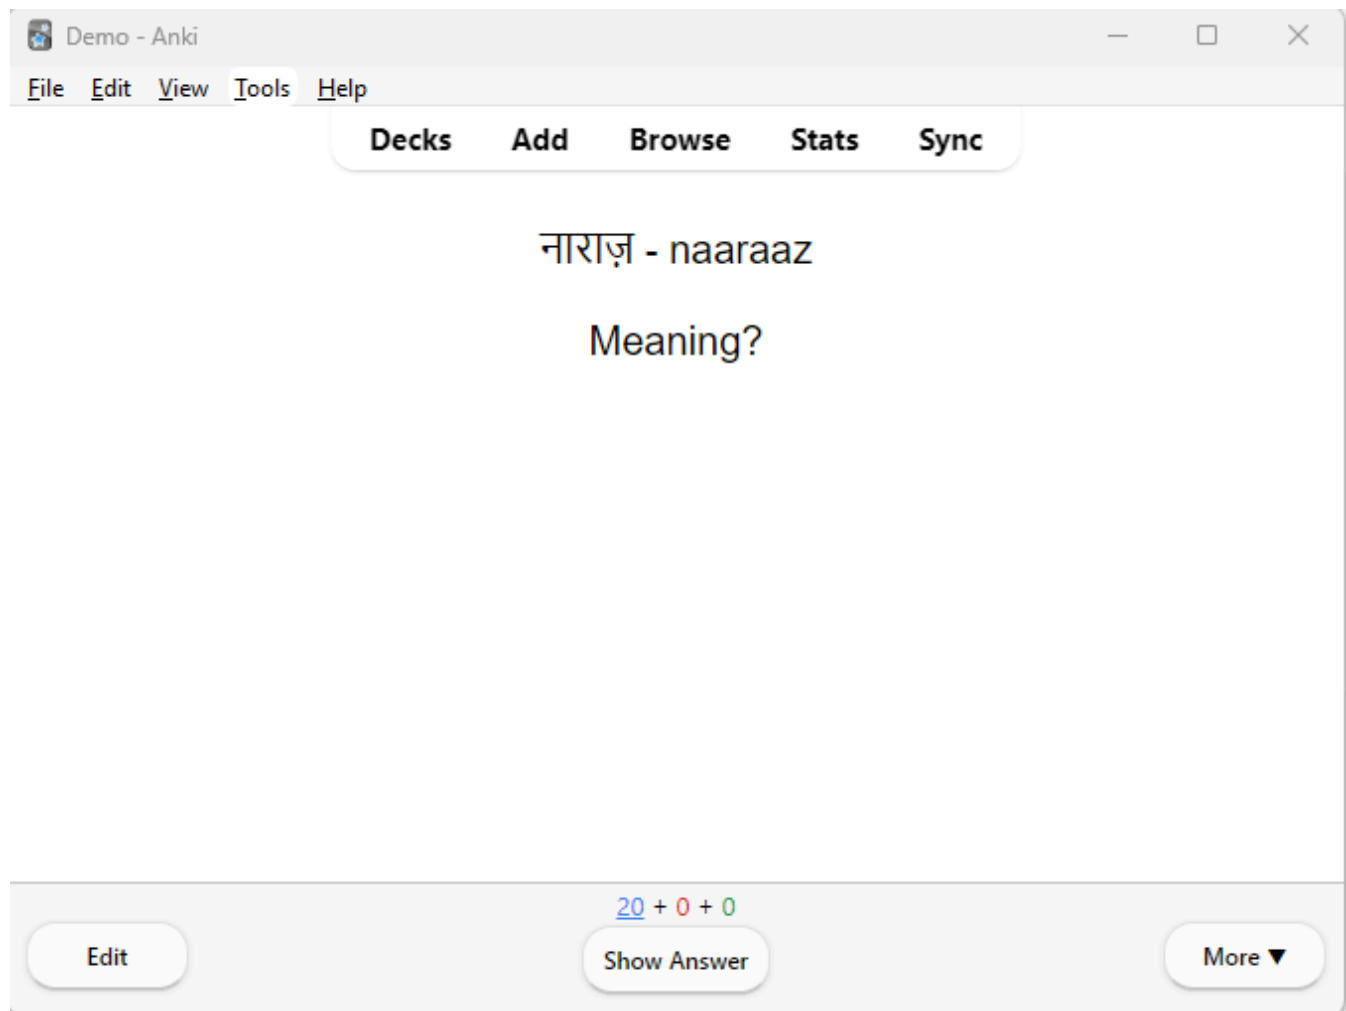 Demo - Anki
File Edit View Tools Help
Decks Add Browse Stats Sync
नाराज़ - naaraaz
Meaning?
20 + 0 + 0
Edit
Show Answer
More ▼